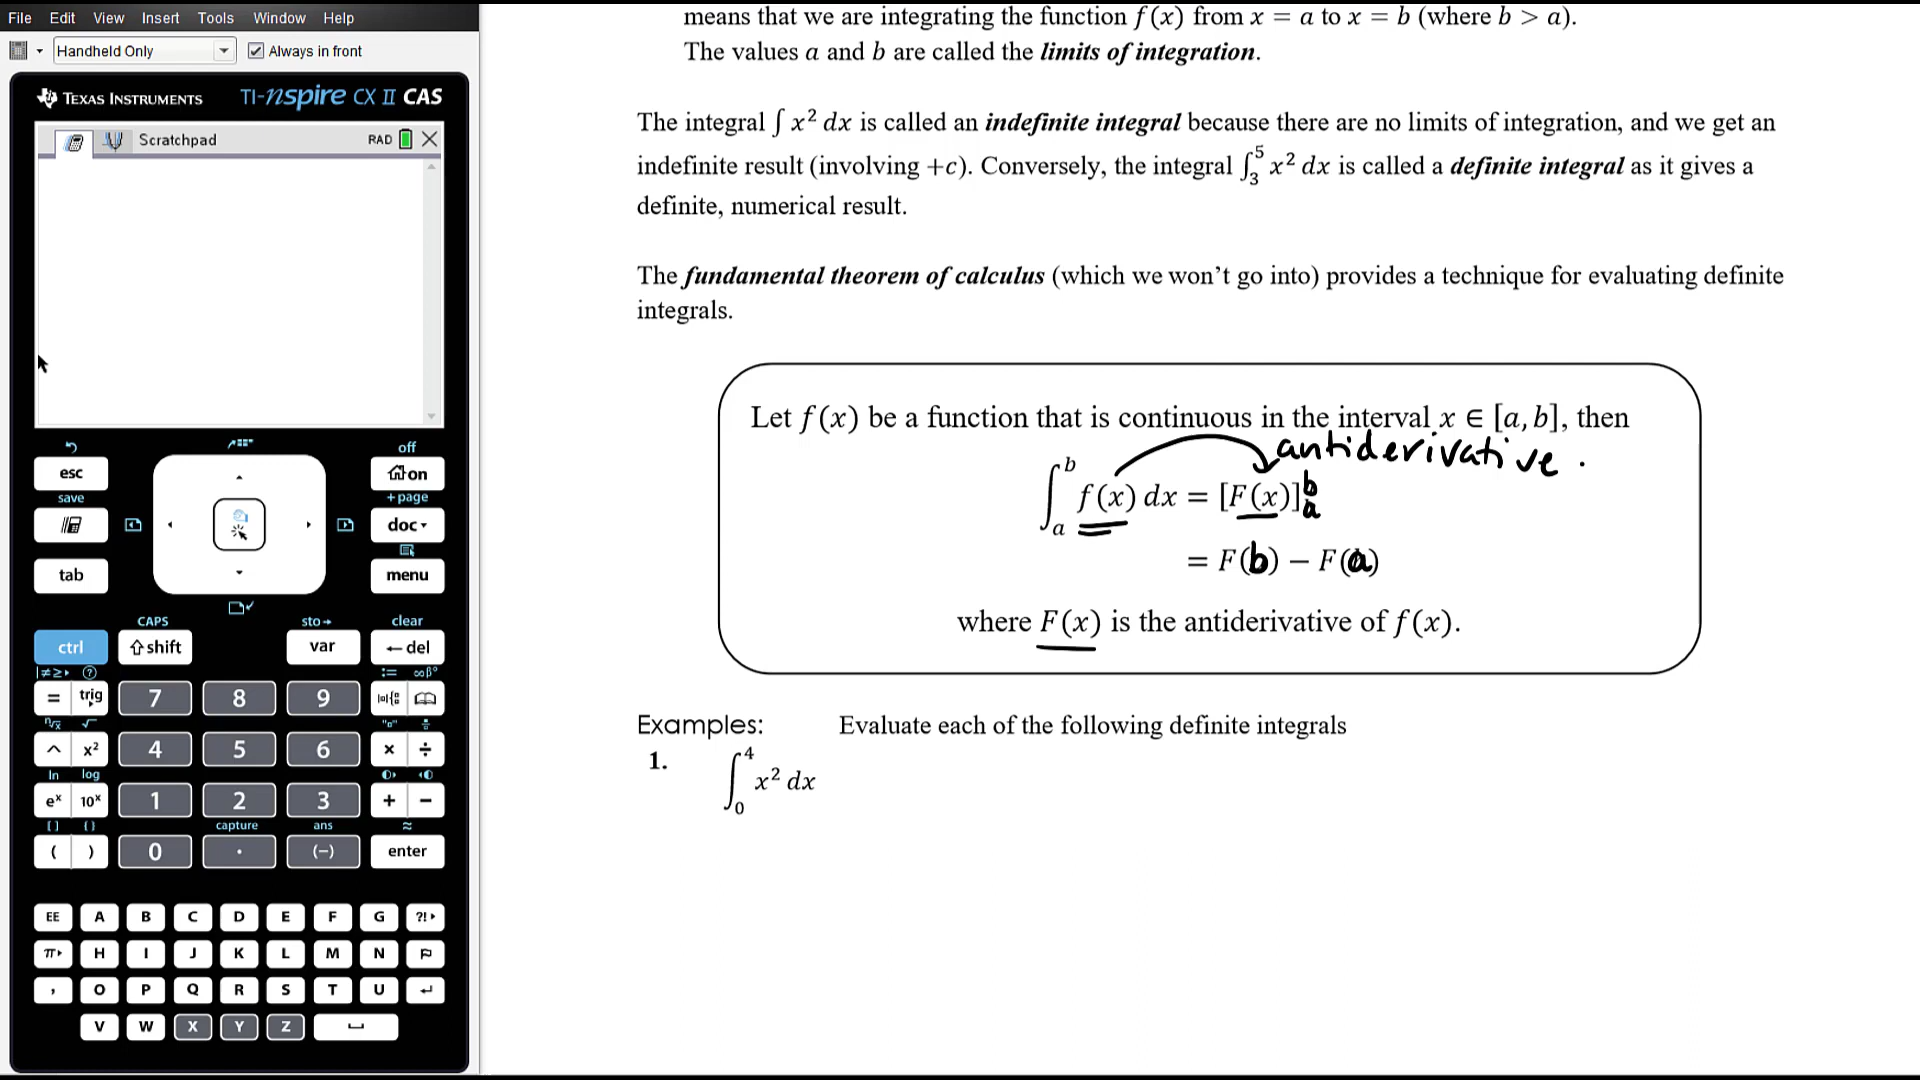 File Edit View Insert Tools Window Help
Handheld Only Always in front
TEXAS INSTRUMENTS TI-nspire CX II CAS
Scratchpad RAD
off
esc on
save +page
doc
tab menu
CAPS sto→ clear
ctrl shift var ←del
|≠≥▸ ? := ∞β°
= trig 7 8 9
ⁿ√x √ "▫" ÷
^ x² 4 5 6 × ÷
ln log
eˣ 10ˣ 1 2 3 + −
[ ] { } capture ans ≈
( ) 0 . (−) enter
EE A B C D E F G ?!▸
π▸ H I J K L M N
, O P Q R S T U ↵
V W X Y Z
means that we are integrating the function f(x) from x = a to x = b (where b > a).
The values a and b are called the limits of integration.
The integral ∫ x² dx is called an indefinite integral because there are no limits of integration, and we get an
indefinite result (involving +c). Conversely, the integral ∫₃⁵ x² dx is called a definite integral as it gives a
definite, numerical result.
The fundamental theorem of calculus (which we won’t go into) provides a technique for evaluating definite
integrals.
Let f(x) be a function that is continuous in the interval x ∈ [a, b], then
antiderivative.
∫ₐᵇ f(x) dx = [F(x)]ₐᵇ
= F(b) − F(a)
where F(x) is the antiderivative of f(x).
Examples: Evaluate each of the following definite integrals
1. ∫₀⁴ x² dx